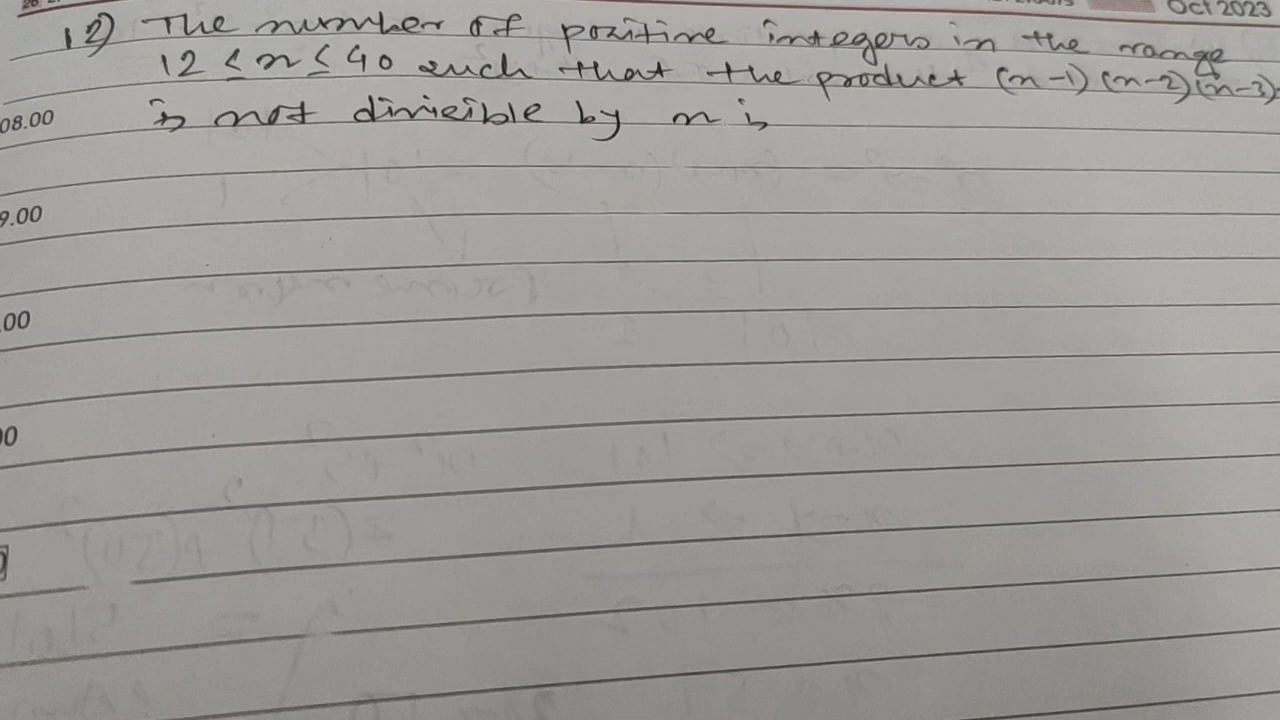 Oct 2023
12) The number of positive integers in the range
12 ≤ n ≤ 40 such that the product (n-1)(n-2)(n-3).
is not divisible by n is
08.00
9.00
.00
00